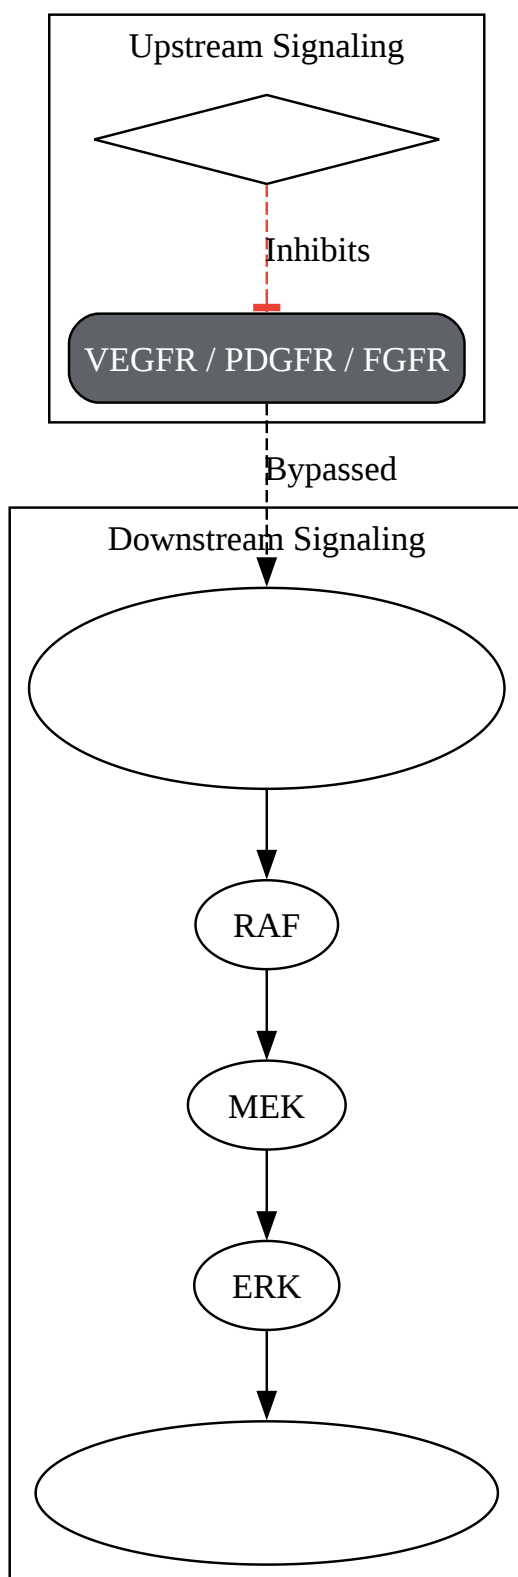 Upstream Signaling
Inhibits
VEGFR / PDGFR / FGFR
Bypassed
Downstream Signaling
RAF
MEK
ERK